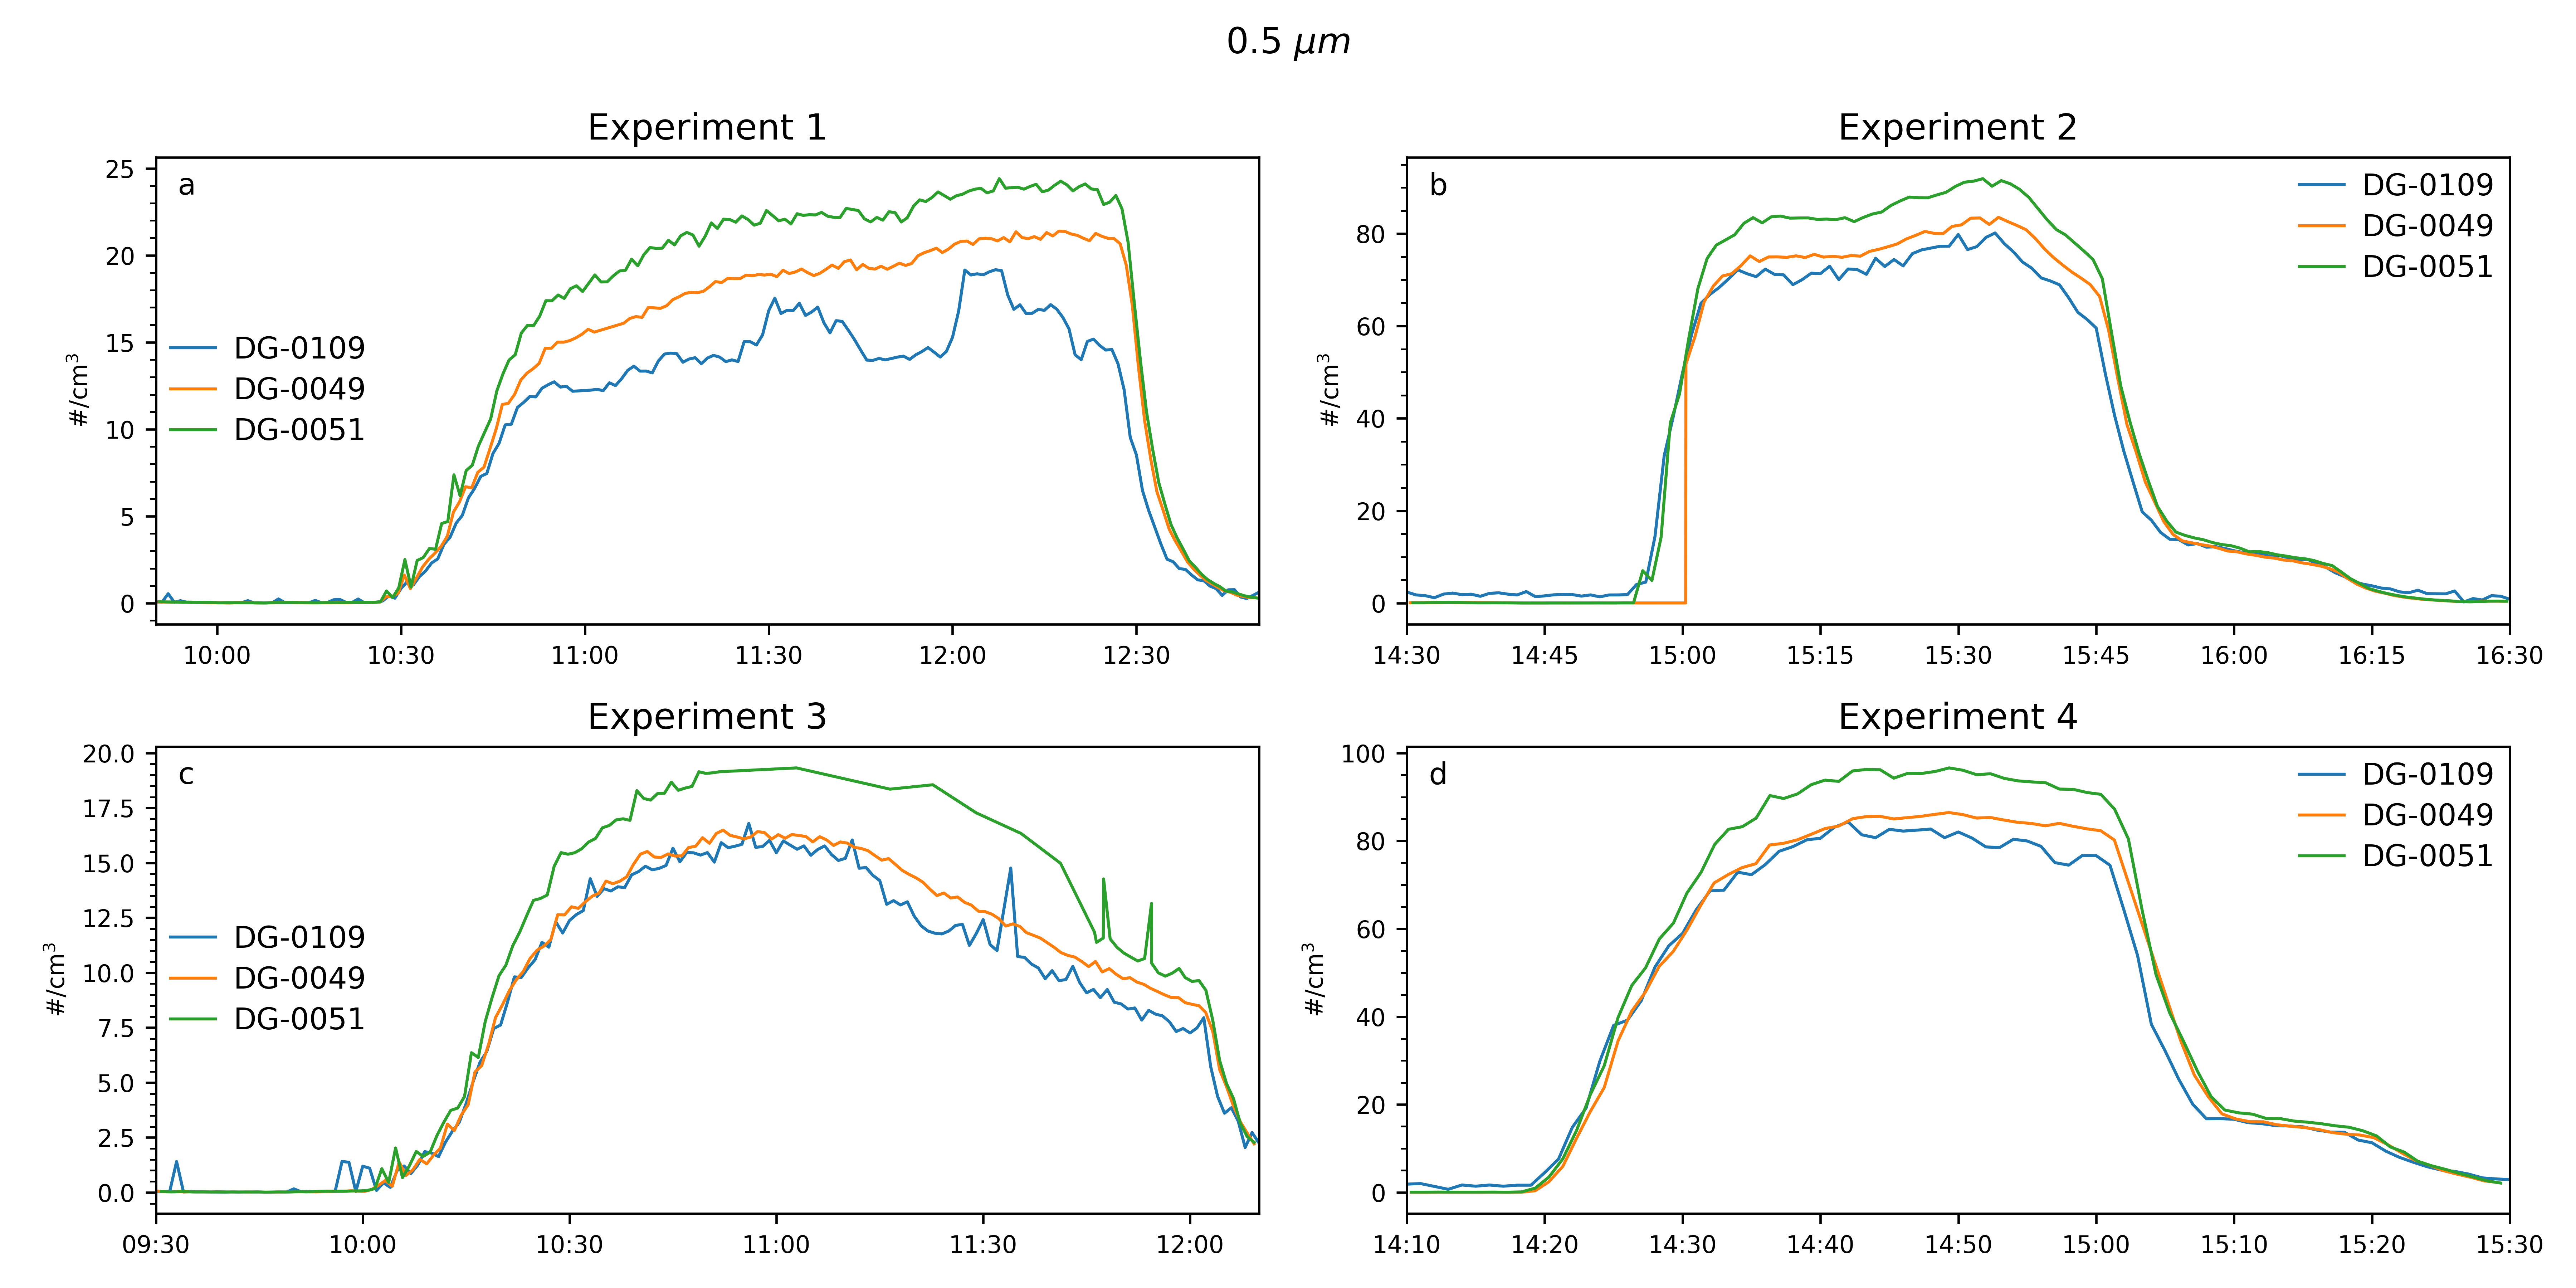 0.5 μm
Experiment 1
a
25
20
15
10
5
0
#/cm³
DG-0109
DG-0049
DG-0051
10:00 10:30 11:00 11:30 12:00 12:30
Experiment 2
b
80
60
40
20
0
#/cm³
DG-0109
DG-0049
DG-0051
14:30 14:45 15:00 15:15 15:30 15:45 16:00 16:15 16:30
Experiment 3
c
20.0
17.5
15.0
12.5
10.0
7.5
5.0
2.5
0.0
#/cm³
DG-0109
DG-0049
DG-0051
09:30 10:00 10:30 11:00 11:30 12:00
Experiment 4
d
100
80
60
40
20
0
#/cm³
DG-0109
DG-0049
DG-0051
14:10 14:20 14:30 14:40 14:50 15:00 15:10 15:20 15:30